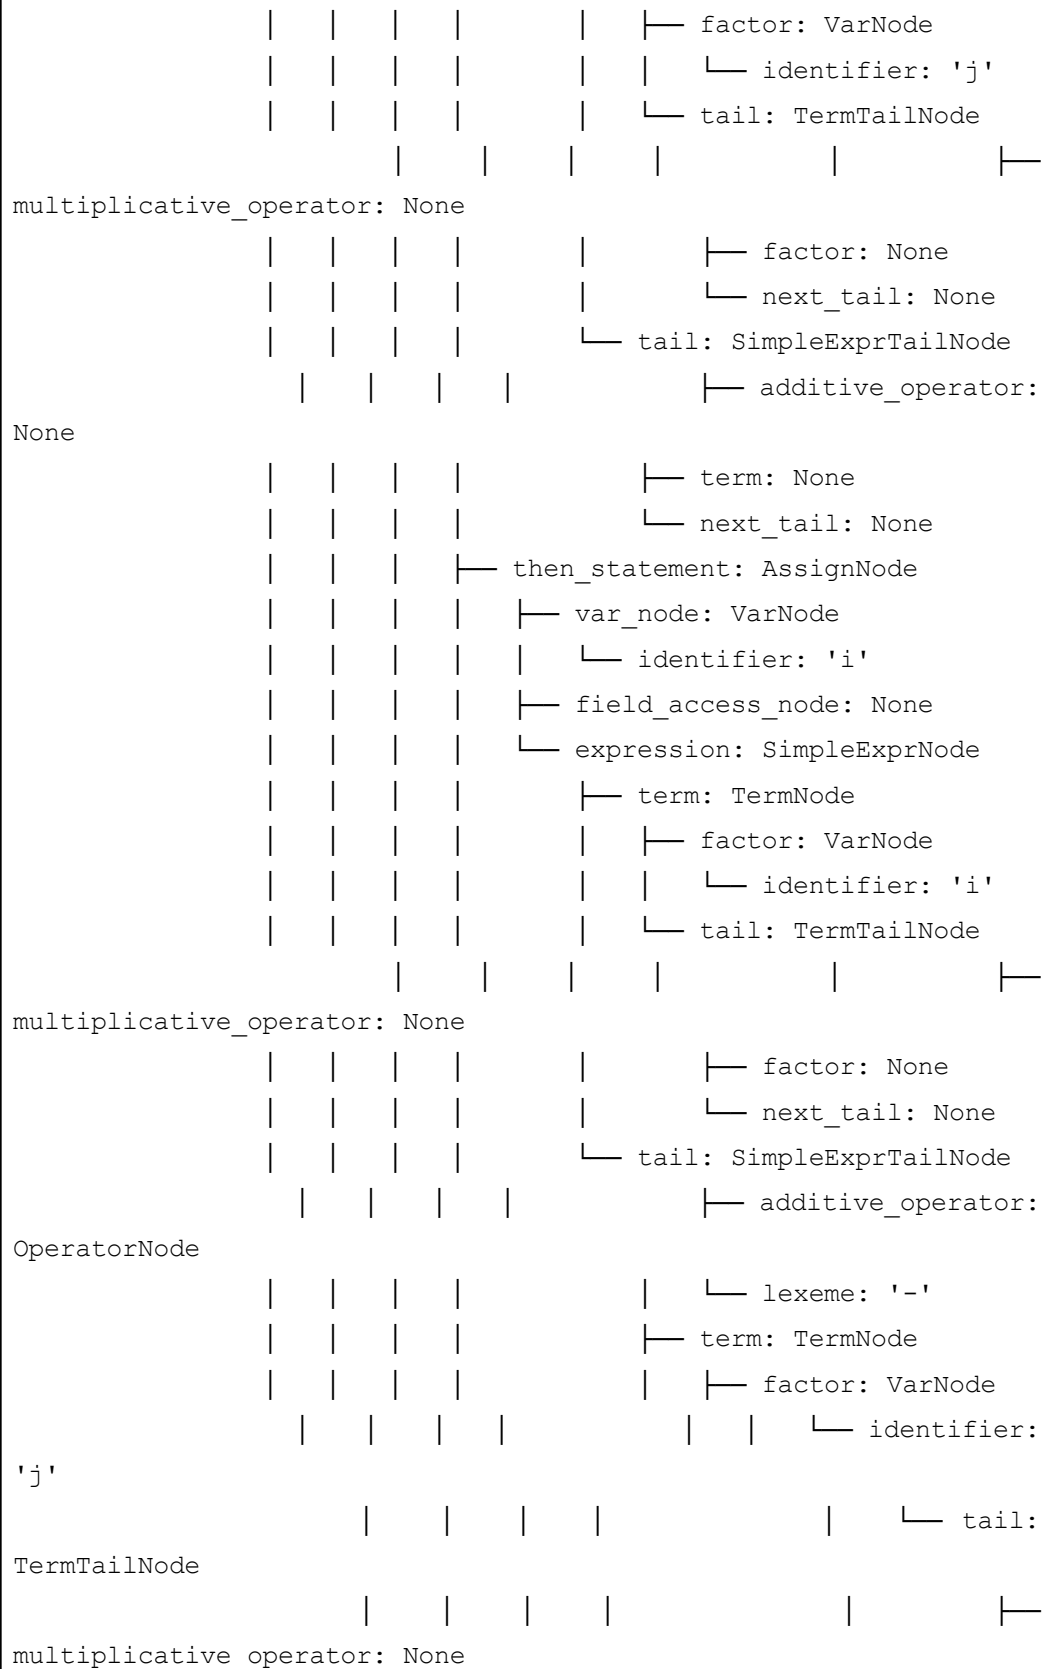 │   │   │   │       │   ├── factor: VarNode
│   │   │   │       │   │   └── identifier: 'j'
│   │   │   │       │   └── tail: TermTailNode
│   │   │   │       │       ├──
multiplicative_operator: None
│   │   │   │       │       ├── factor: None
│   │   │   │       │       └── next_tail: None
│   │   │   │       └── tail: SimpleExprTailNode
│   │   │   │           ├── additive_operator:
None
│   │   │   │           ├── term: None
│   │   │   │           └── next_tail: None
│   │   │   ├── then_statement: AssignNode
│   │   │   │   ├── var_node: VarNode
│   │   │   │   │   └── identifier: 'i'
│   │   │   │   ├── field_access_node: None
│   │   │   │   └── expression: SimpleExprNode
│   │   │   │       ├── term: TermNode
│   │   │   │       │   ├── factor: VarNode
│   │   │   │       │   │   └── identifier: 'i'
│   │   │   │       │   └── tail: TermTailNode
│   │   │   │       │       ├──
multiplicative_operator: None
│   │   │   │       │       ├── factor: None
│   │   │   │       │       └── next_tail: None
│   │   │   │       └── tail: SimpleExprTailNode
│   │   │   │           ├── additive_operator:
OperatorNode
│   │   │   │           │   └── lexeme: '-'
│   │   │   │           ├── term: TermNode
│   │   │   │           │   ├── factor: VarNode
│   │   │   │           │   │   └── identifier:
'j'
│   │   │   │           │   └── tail:
TermTailNode
│   │   │   │           │       ├──
multiplicative_operator: None